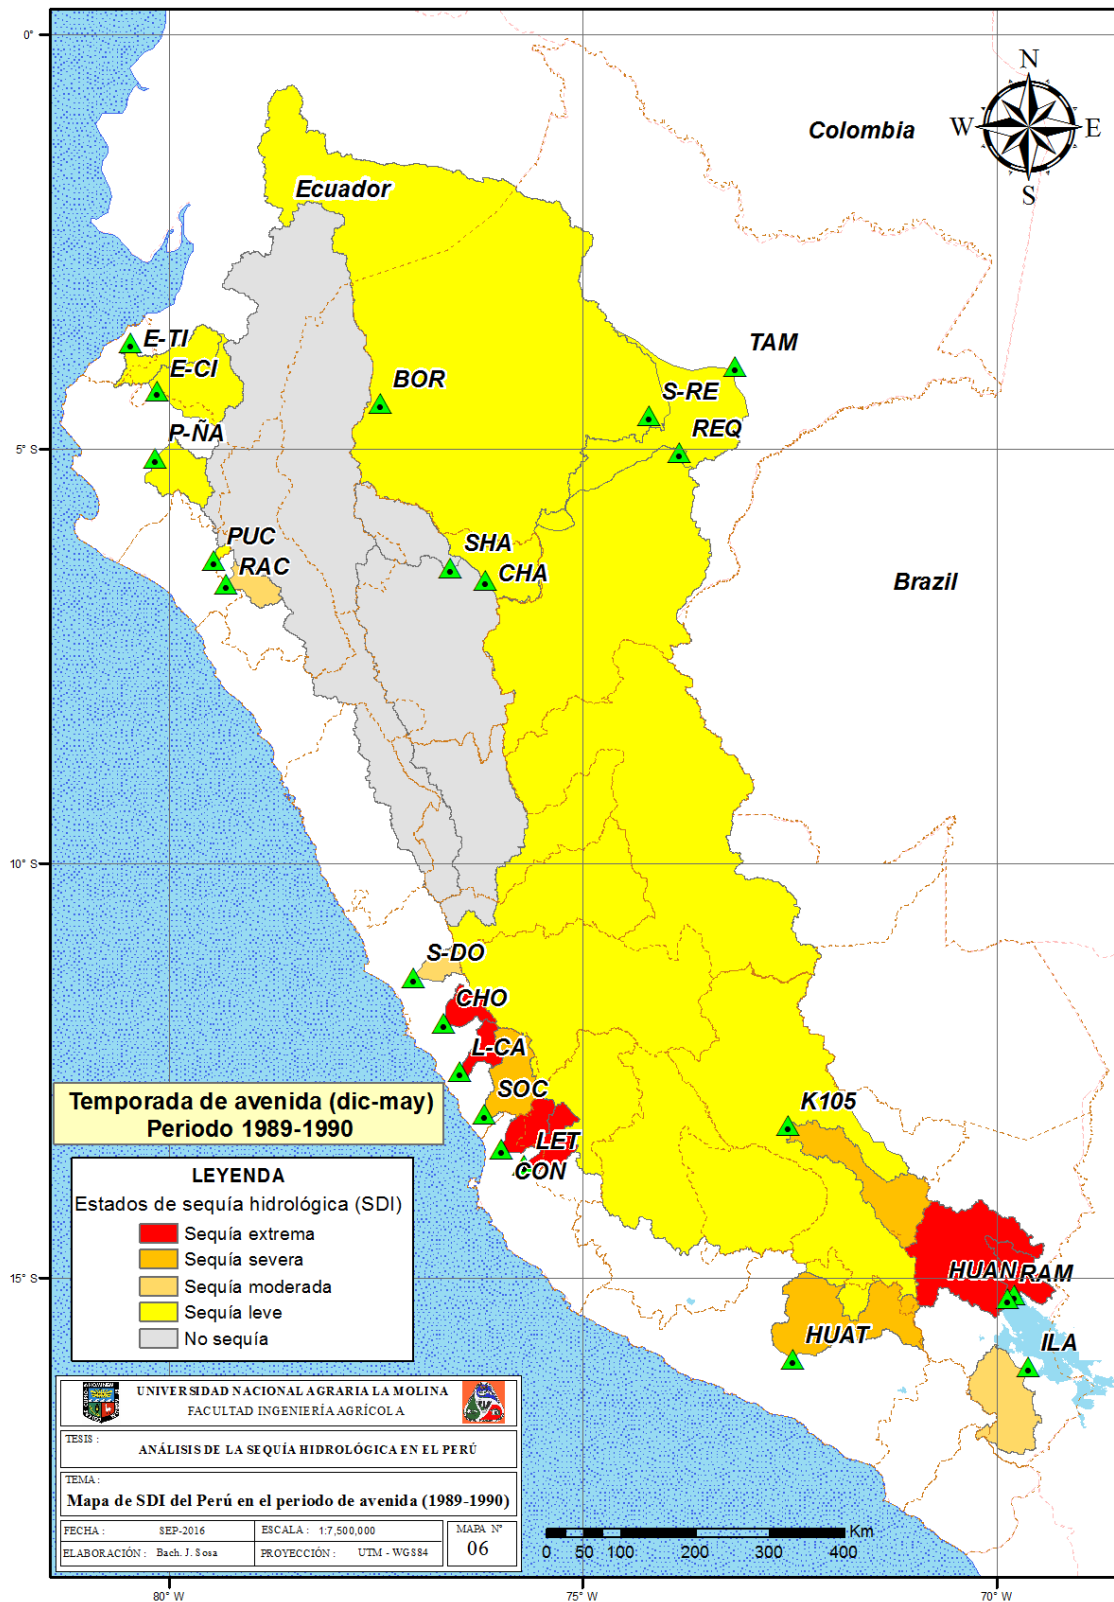 0°
N
W
E
S
Colombia
Ecuador
E-TI
E-CI
TAM
BOR
S-RE
REQ
P-ÑA
5° S
PUC
RAC
SHA
CHA
Brazil
10° S
S-DO
CHO
L-CA
SOC
LET
CON
K105
15° S
HUAN
RAM
HUAT
ILA
Temporada de avenida (dic-may)
Periodo 1989-1990
LEYENDA
Estados de sequía hidrológica (SDI)
Sequía extrema
Sequía severa
Sequía moderada
Sequía leve
No sequía
UNIVERSIDAD NACIONAL AGRARIA LA MOLINA
FACULTAD INGENIERÍA AGRÍCOLA
TESIS :
ANÁLISIS DE LA SEQUÍA HIDROLÓGICA EN EL PERÚ
TEMA :
Mapa de SDI del Perú en el periodo de avenida (1989-1990)
FECHA : SEP-2016
ESCALA : 1:7,500,000
MAPA N°
06
ELABORACIÓN : Bach. J. Sosa
PROYECCIÓN : UTM - WGS84
Km
0 50 100 200 300 400
80° W
75° W
70° W